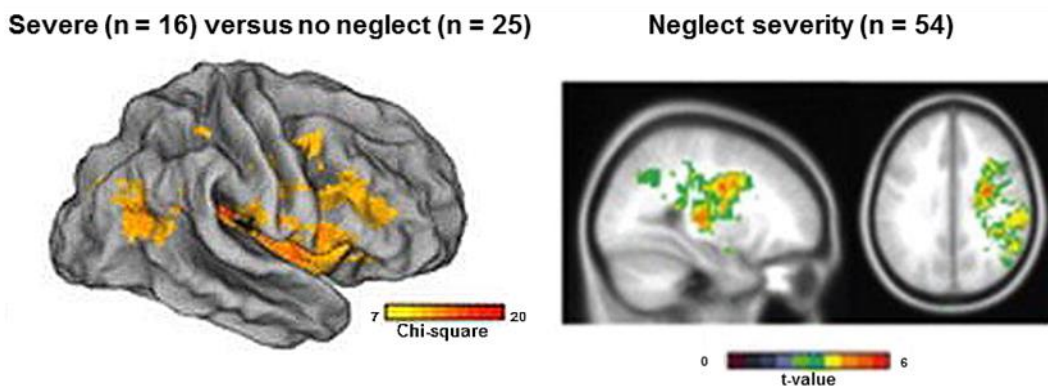 Severe (n = 16) versus no neglect (n = 25)
Neglect severity (n = 54)
7 20
Chi-square
0 6
t-value